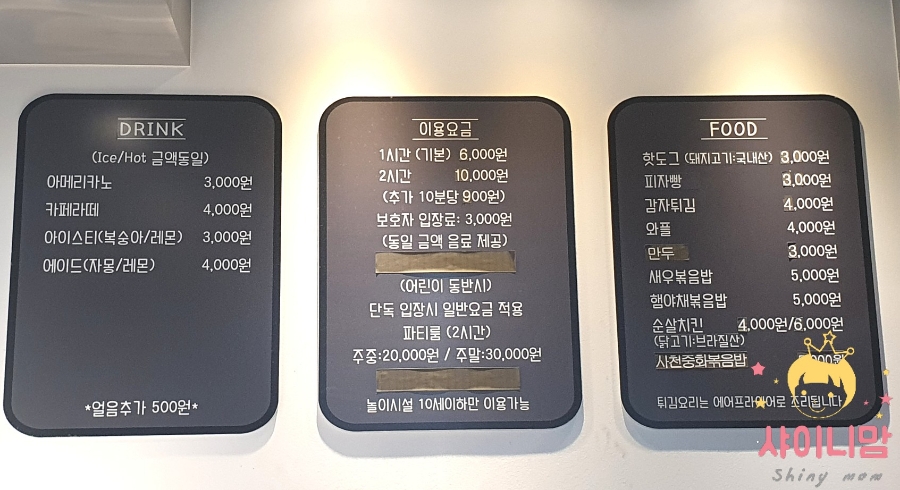 DRINK
(Ice/Hot 금액동일)
아메리카노 3,000원
카페라떼 4,000원
아이스티(복숭아/레몬) 3,000원
에이드(자몽/레몬) 4,000원
*얼음추가 500원*
이용요금
1시간 (기본) 6,000원
2시간 10,000원
(추가 10분당 900원)
보호자 입장료: 3,000원
(동일 금액 음료 제공)
(어린이 동반시)
단독 입장시 일반요금 적용
파티룸 (2시간)
주중:20,000원 / 주말:30,000원
놀이시설 10세이하만 이용가능
FOOD
핫도그 (돼지고기:국내산) 3,000원
피자빵 3,000원
감자튀김 4,000원
와플 4,000원
만두 3,000원
새우볶음밥 5,000원
햄야채볶음밥 5,000원
순살치킨 4,000원/6,000원
(닭고기:브라질산)
사천중화볶음밥
튀김요리는 에어프라이어로 조리됩니다
샤이니맘
Shiny mom